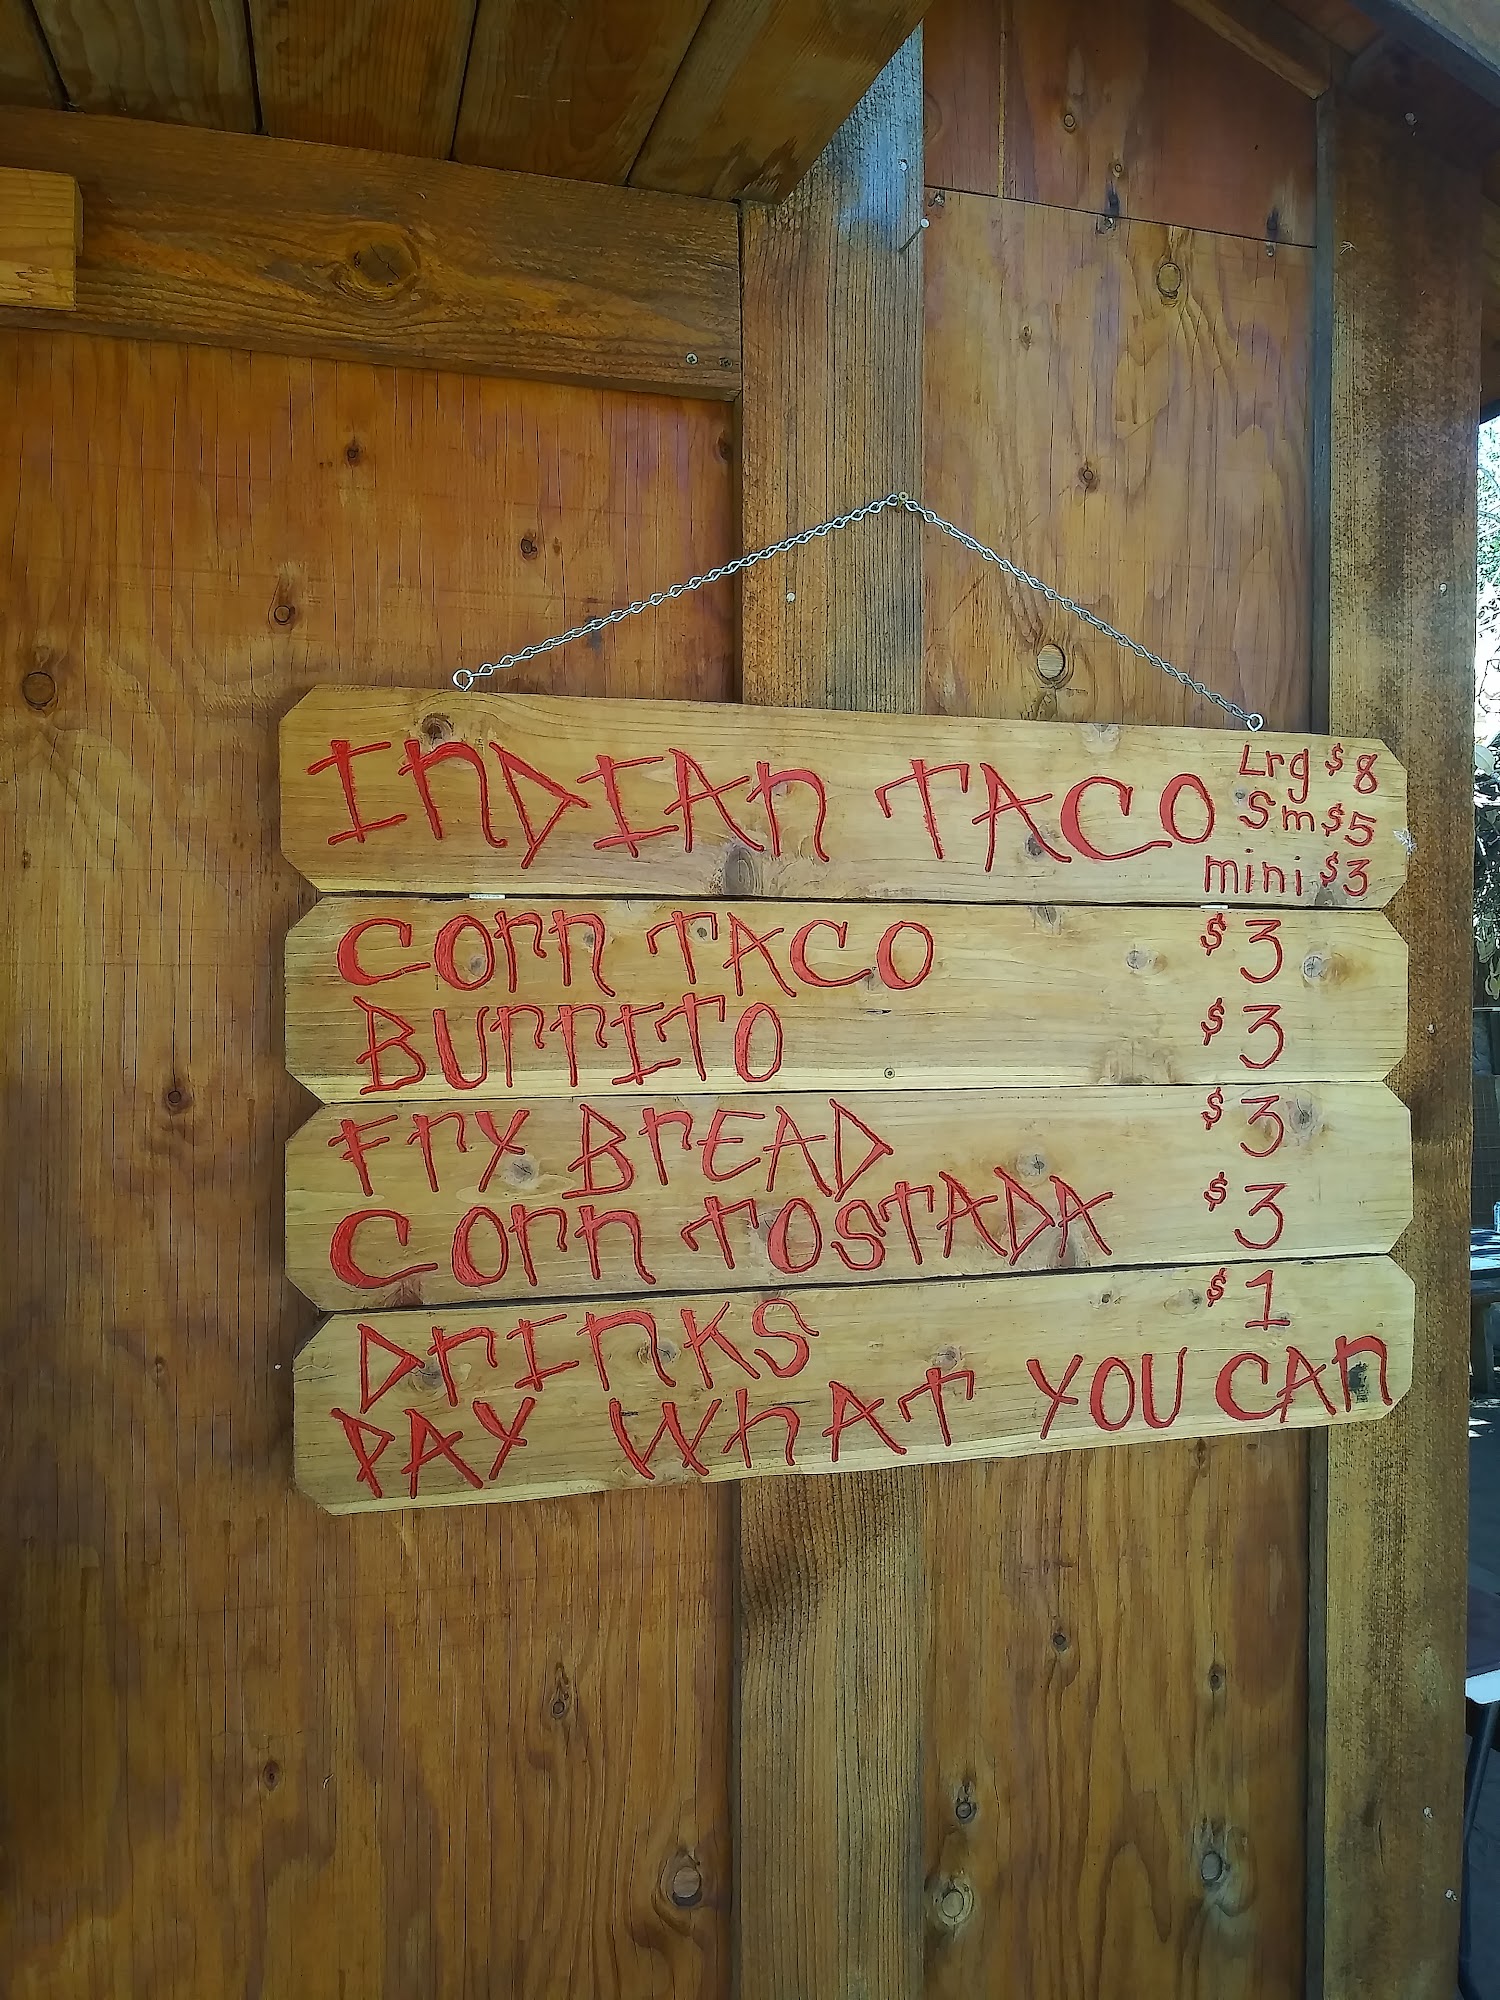 INDIAN TACO Lrg $8
Sm $5
mini $3
Corn TACO $3
Burrito $3
Fry Bread $3
Corn Tostada $3
Drinks $1
Pay What You Can